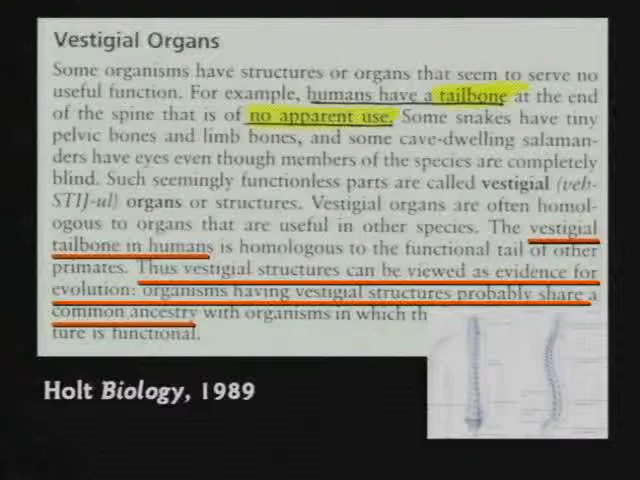 Vestigial Organs
Some organisms have structures or organs that seem to serve no
useful function. For example, humans have a tailbone at the end
of the spine that is of no apparent use. Some snakes have tiny
pelvic bones and limb bones, and some cave-dwelling salaman-
ders have eyes even though members of the species are completely
blind. Such seemingly functionless parts are called vestigial (veh-
STIJ-ul) organs or structures. Vestigial organs are often homol-
ogous to organs that are useful in other species. The vestigial
tailbone in humans is homologous to the functional tail of other
primates. Thus vestigial structures can be viewed as evidence for
evolution: organisms having vestigial structures probably share a
common ancestry with organisms in which th
ture is functional.
Holt Biology, 1989